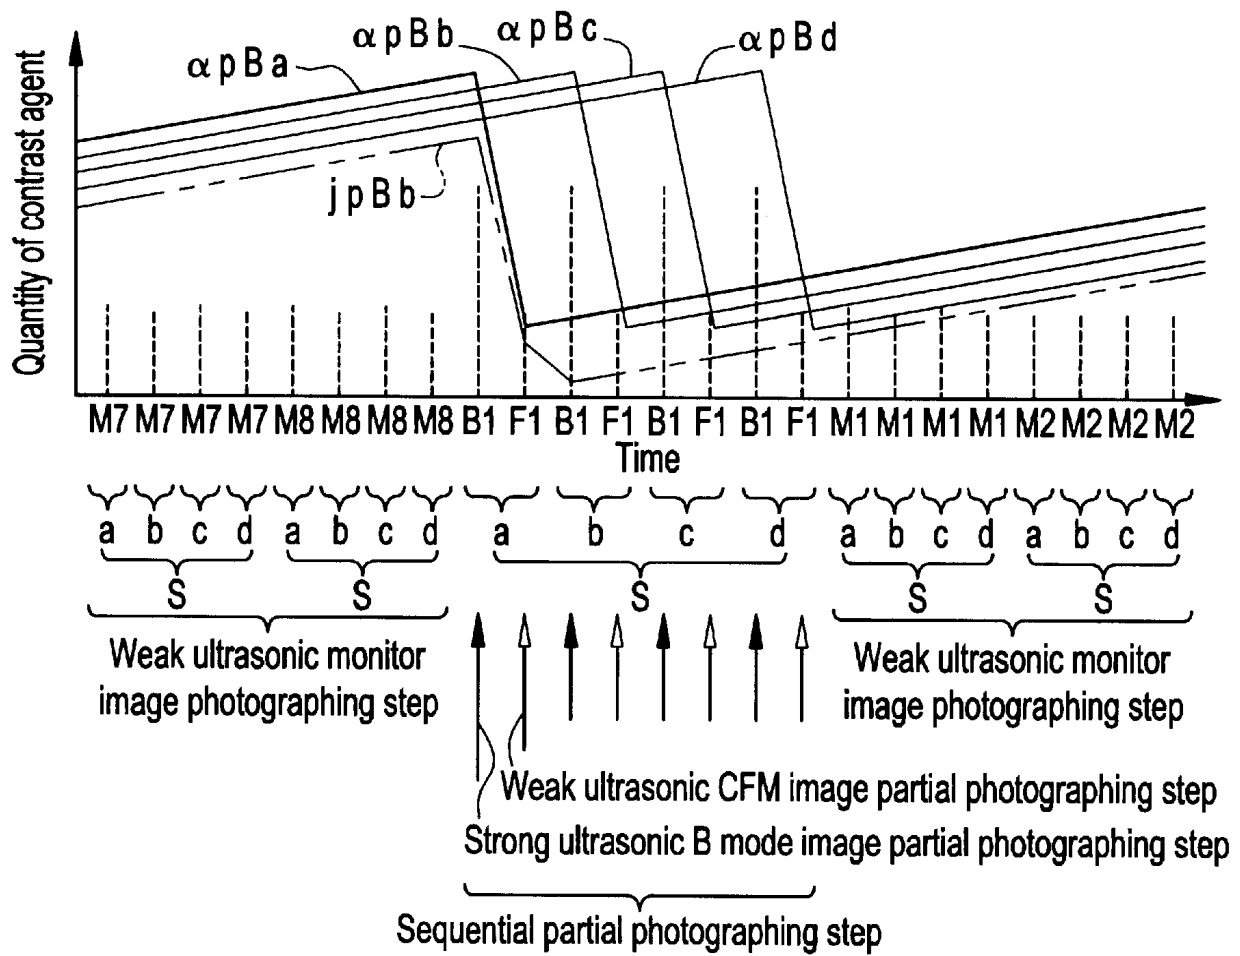 Quantity of contrast agent
αpBa
αpBb
αpBc
αpBd
jpBb
M7 M7 M7 M7 M8 M8 M8 M8 B1 F1 B1 F1 B1 F1 B1 F1 M1 M1 M1 M1 M2 M2 M2 M2
Time
a b c d a b c d a b c d a b c d a b c d
S S S S S
Weak ultrasonic monitor
image photographing step
Weak ultrasonic monitor
image photographing step
Weak ultrasonic CFM image partial photographing step
Strong ultrasonic B mode image partial photographing step
Sequential partial photographing step